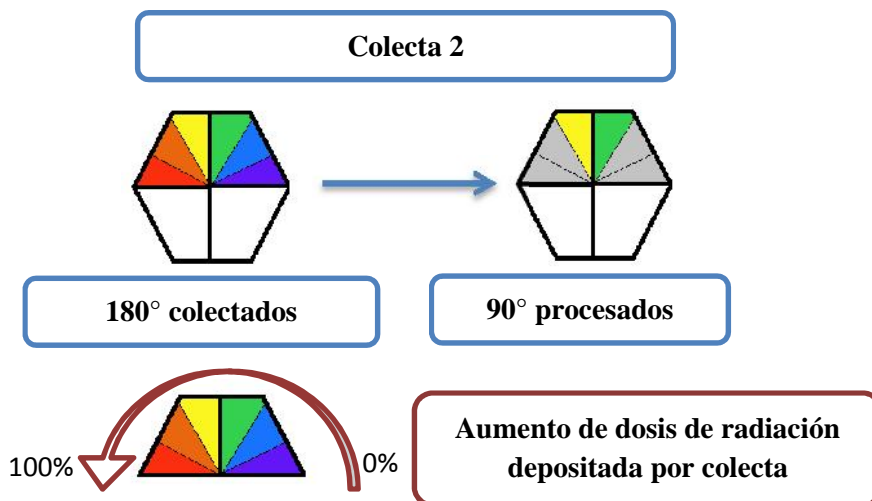 Colecta 2
180° colectados
90° procesados
100%
0%
Aumento de dosis de radiación
depositada por colecta